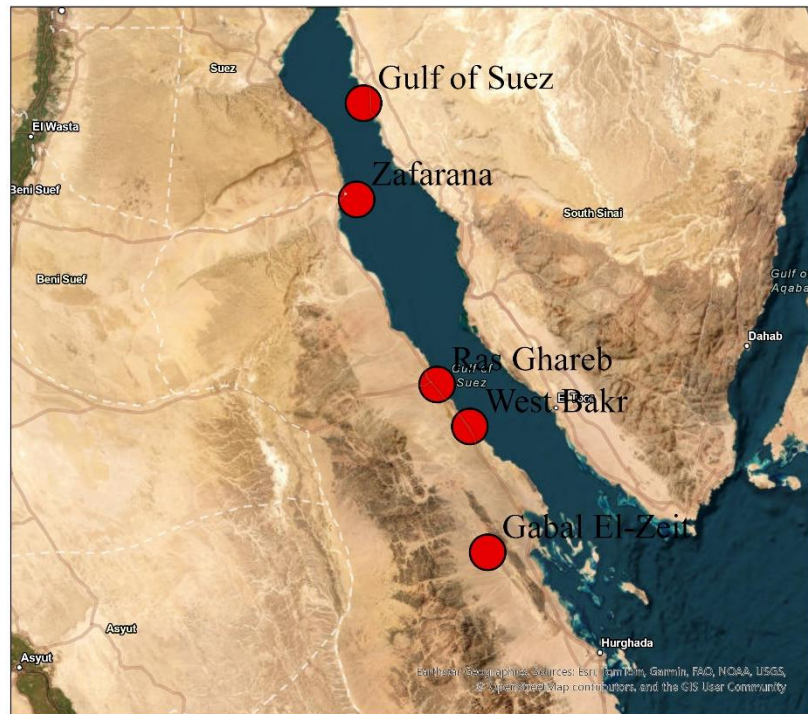 Suez
Gulf of Suez
El Wasta
Zafarana
Beni Suef
South Sinai
Beni Suef
Gulf o
Aqaba
Dahab
Ras Ghareb
Gulf of
Suez
West Bakr
Gabal El-Zeit
Asyut
Hurghada
Asyut
Earthstar Geographics, Sources: Esri, TomTom, Garmin, FAO, NOAA, USGS,
© OpenStreetMap contributors, and the GIS User Community